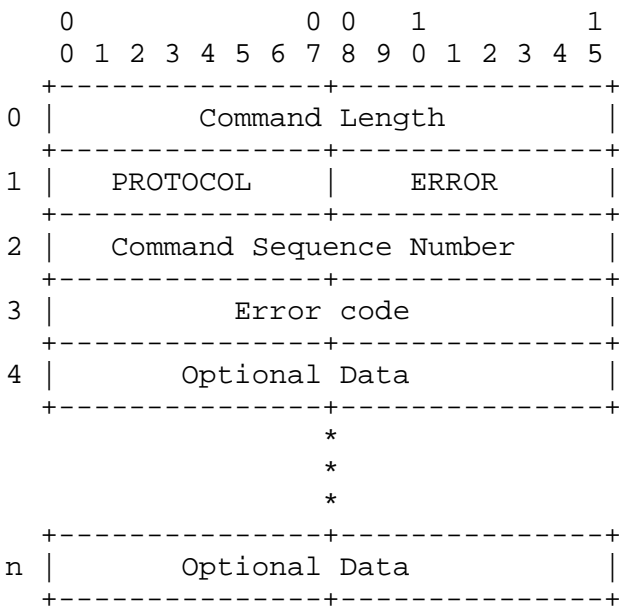 0 0 0 1 1
0 1 2 3 4 5 6 7 8 9 0 1 2 3 4 5
+---------------+---------------+
0 | Command Length |
+---------------+---------------+
1 | PROTOCOL | ERROR |
+---------------+---------------+
2 | Command Sequence Number |
+---------------+---------------+
3 | Error code |
+---------------+---------------+
4 | Optional Data |
+---------------+---------------+
*
*
*
+---------------+---------------+
n | Optional Data |
+---------------+---------------+